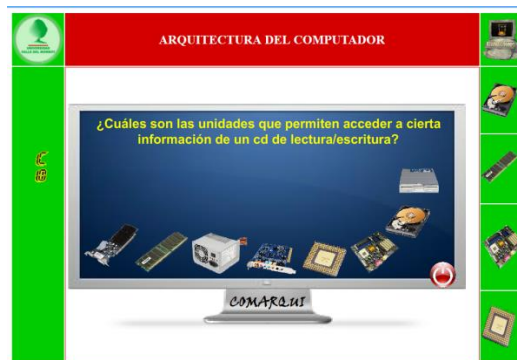 ARQUITECTURA DEL COMPUTADOR
¿Cuáles son las unidades que permiten acceder a cierta
información de un cd de lectura/escritura?
COMARQUI